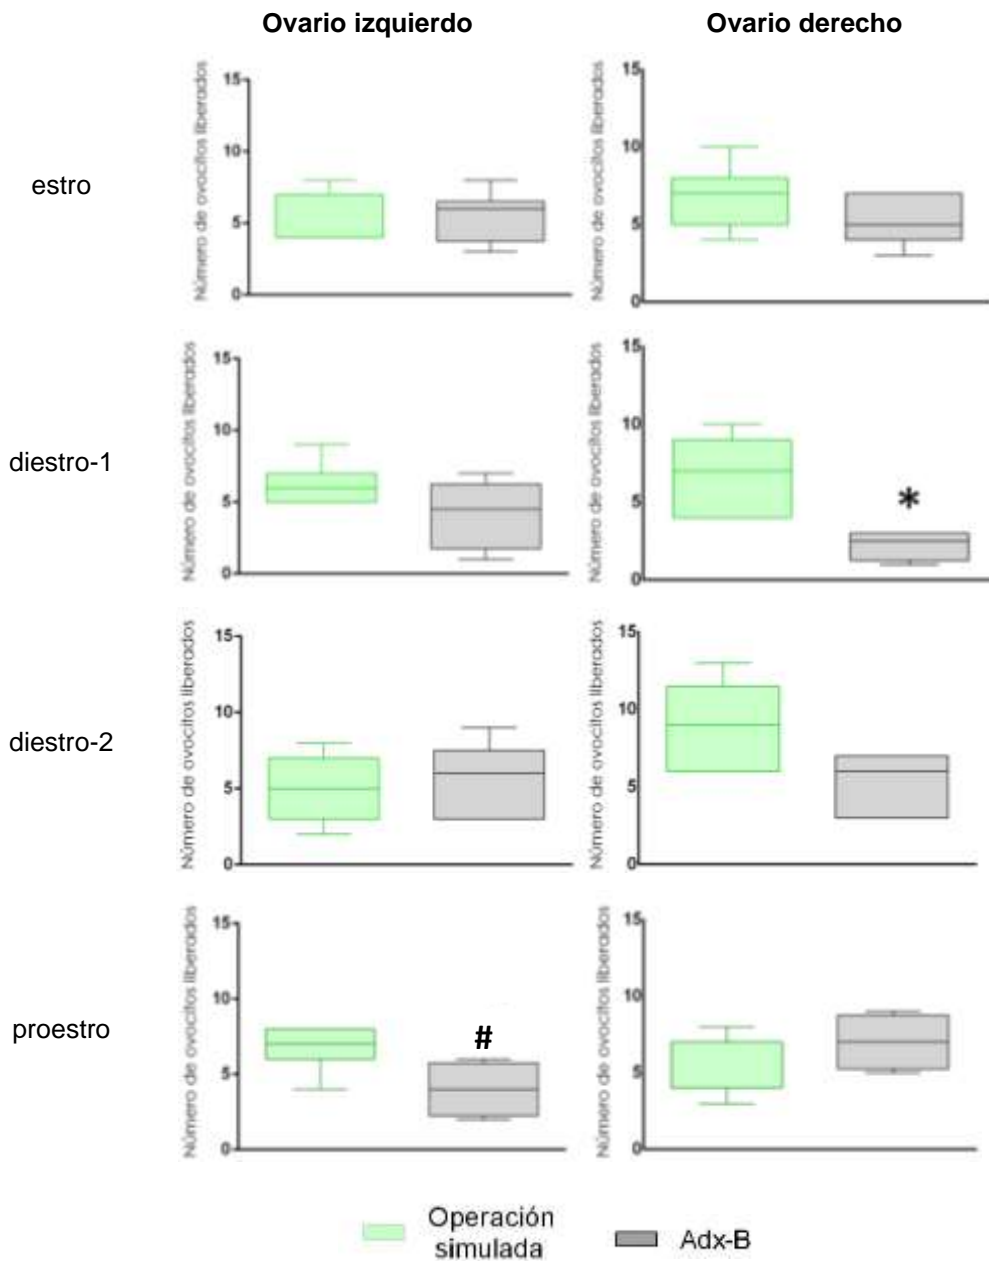 Ovario izquierdo
Ovario derecho
estro
Número de ovocitos liberados
15
10
5
0
Número de ovocitos liberados
15
10
5
0
diestro-1
Número de ovocitos liberados
15
10
5
0
Número de ovocitos liberados
15
10
5
0
*
diestro-2
Número de ovocitos liberados
15
10
5
0
Número de ovocitos liberados
15
10
5
0
proestro
Número de ovocitos liberados
15
10
5
0
#
Número de ovocitos liberados
15
10
5
0
Operación
simulada
Adx-B